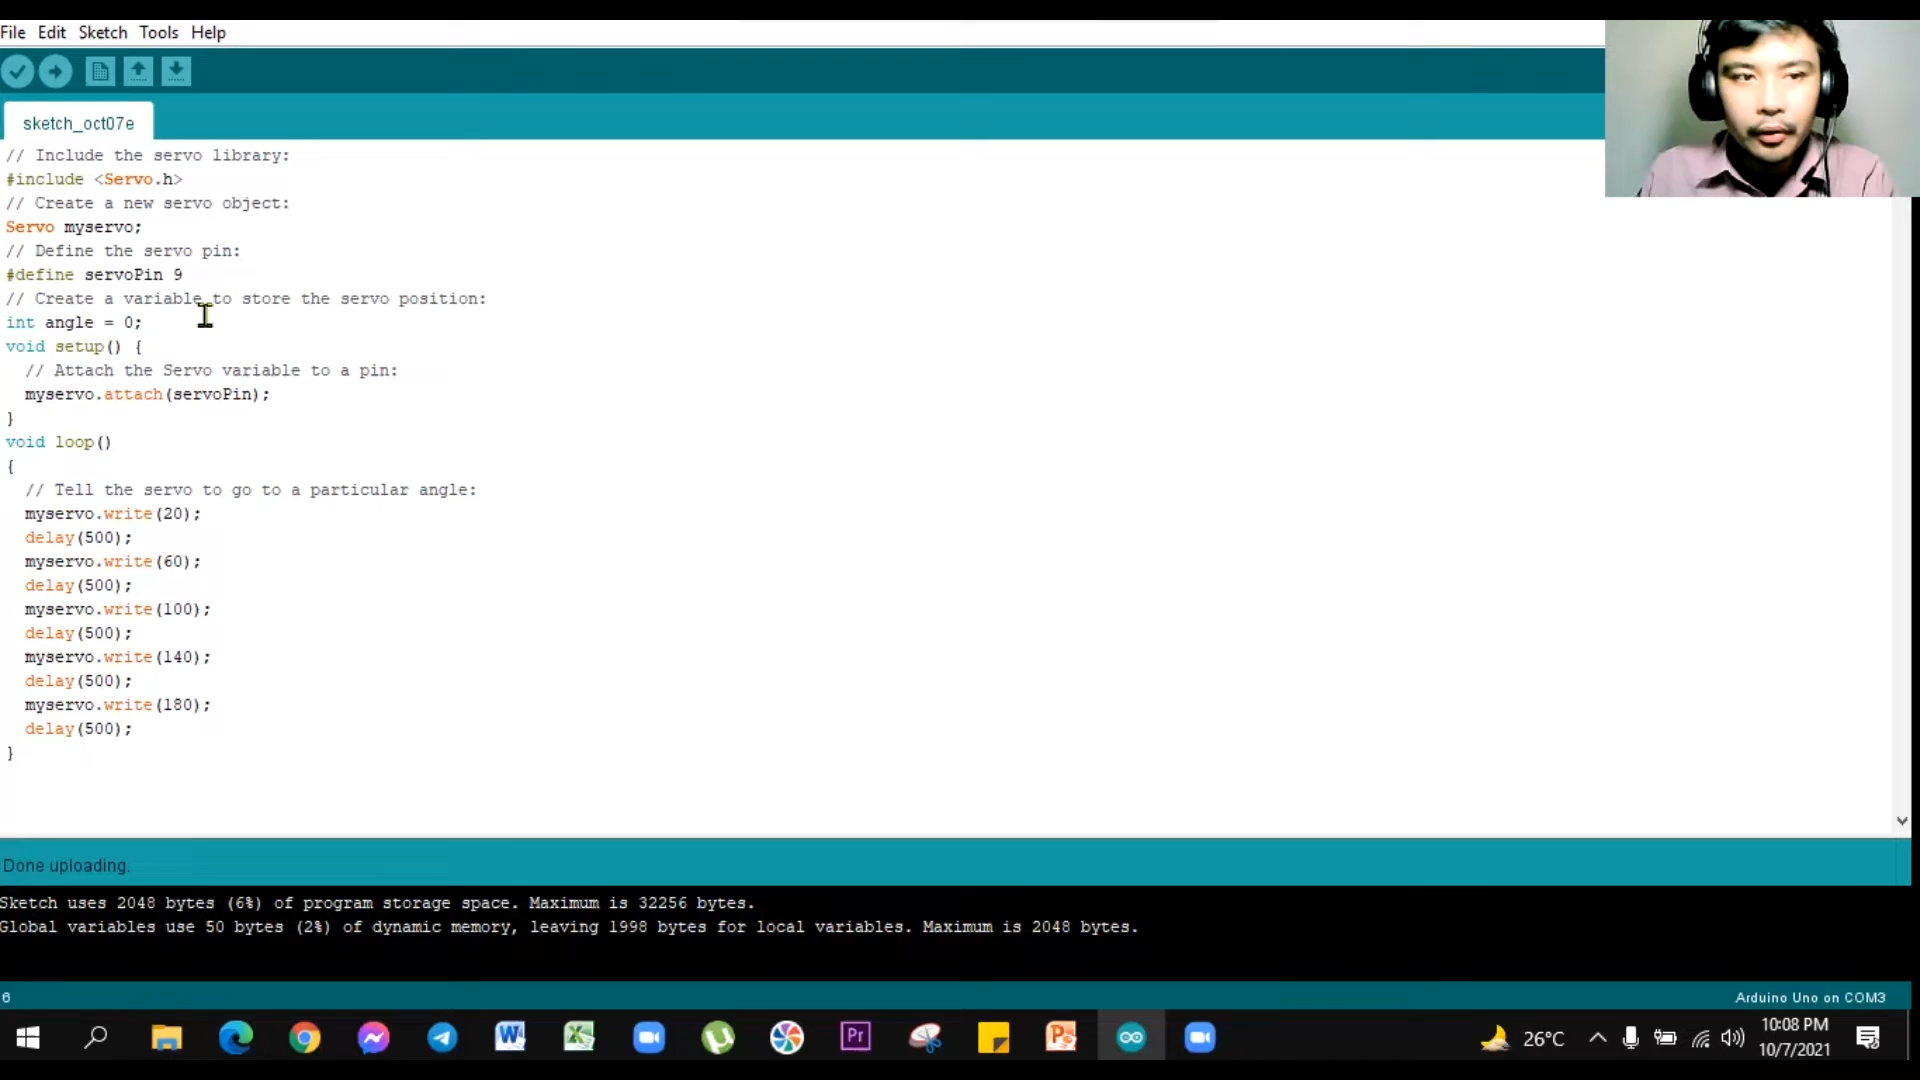 File Edit Sketch Tools Help
sketch_oct07e
// Include the servo library:
#include <Servo.h>
// Create a new servo object:
Servo myservo;
// Define the servo pin:
#define servoPin 9
// Create a variable to store the servo position:
int angle = 0;
void setup() {
  // Attach the Servo variable to a pin:
  myservo.attach(servoPin);
}
void loop()
{
  // Tell the servo to go to a particular angle:
  myservo.write(20);
  delay(500);
  myservo.write(60);
  delay(500);
  myservo.write(100);
  delay(500);
  myservo.write(140);
  delay(500);
  myservo.write(180);
  delay(500);
}
Done uploading.
Sketch uses 2048 bytes (6%) of program storage space. Maximum is 32256 bytes.
Global variables use 50 bytes (2%) of dynamic memory, leaving 1998 bytes for local variables. Maximum is 2048 bytes.
6
Arduino Uno on COM3
W
X
Pr
P
26°C
10:08 PM
10/7/2021